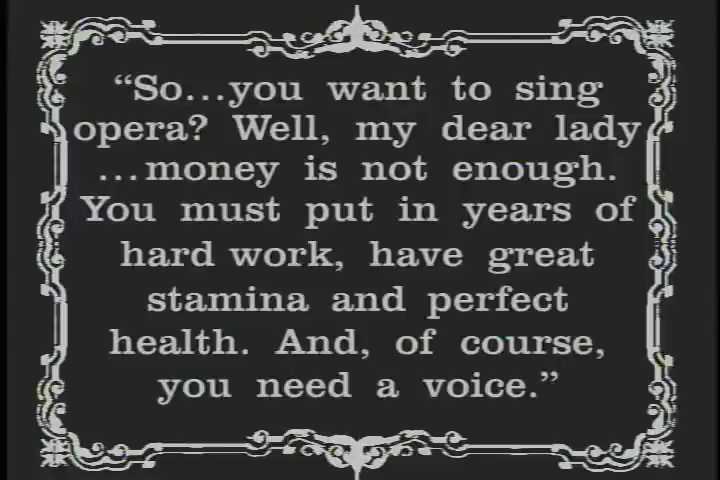 “So...you want to sing
opera? Well, my dear lady
...money is not enough.
You must put in years of
hard work, have great
stamina and perfect
health. And, of course,
you need a voice.”